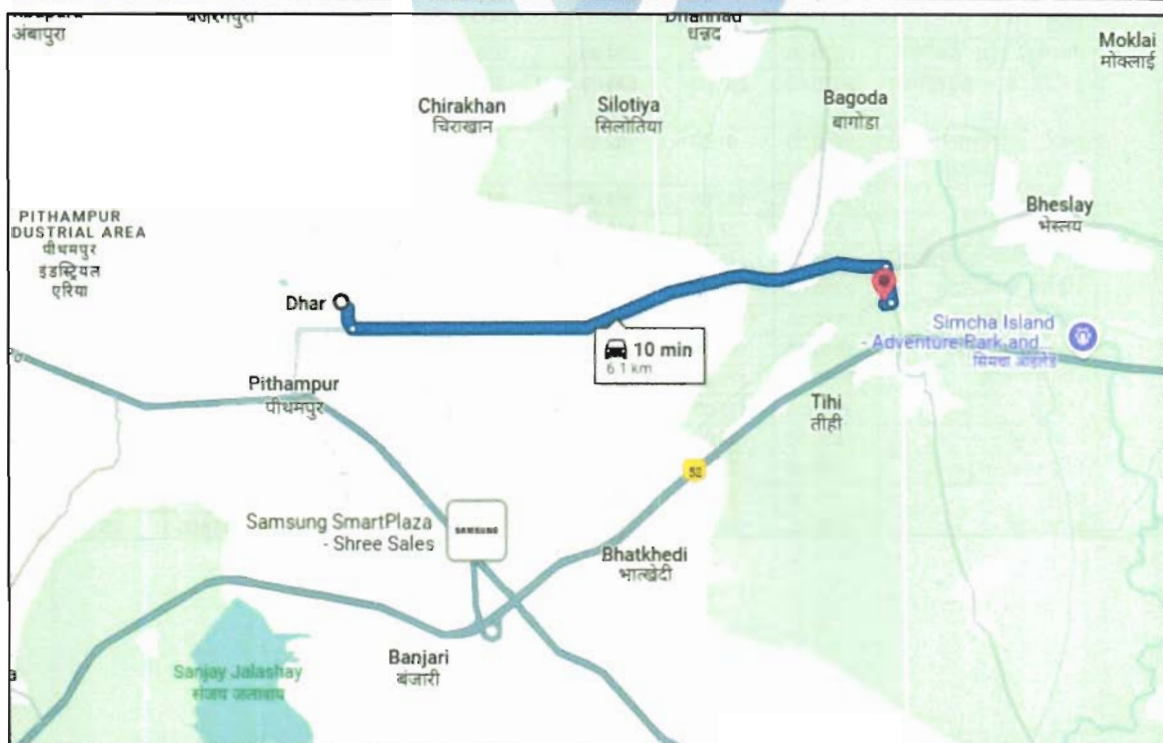 अंबापुरा
Dhannad
धन्नद
Moklai
मोक्लाई
Chirakhan
चिराखान
Silotiya
सिलोतिया
Bagoda
बागोडा
PITHAMPUR
DUSTRIAL AREA
पीथमपुर
इंडस्ट्रियल
एरिया
Bheslay
भेस्लय
Dhar
10 min
6.1 km
Simcha Island
- Adventure Park and...
सिमचा आइलैंड
Pithampur
पीथमपुर
Tihi
तीही
52
Samsung SmartPlaza
- Shree Sales
SAMSUNG
Bhatkhedi
भाटखेदी
Banjari
बंजारी
Sanjay Jalashay
संजय जलाशय